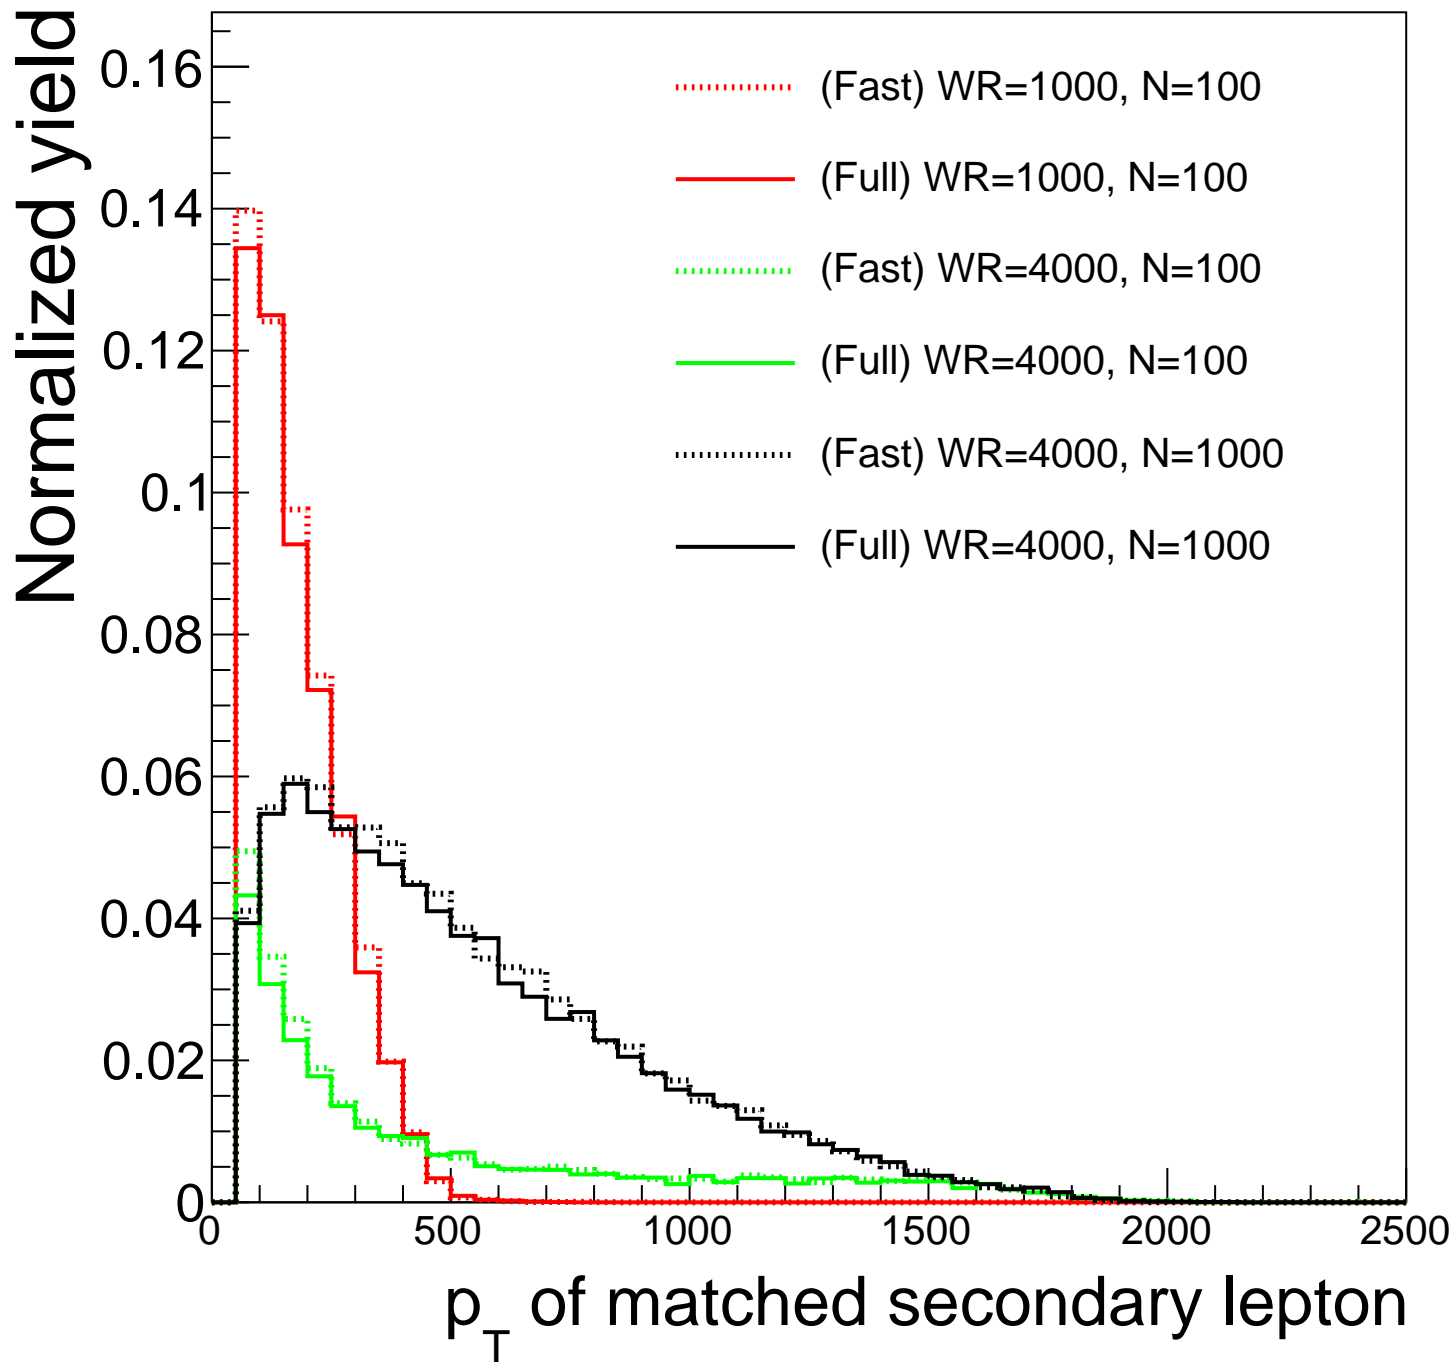 Normalized yield
0.16
0.14
0.12
0.1
0.08
0.06
0.04
0.02
0
(Fast) WR=1000, N=100
(Full) WR=1000, N=100
(Fast) WR=4000, N=100
(Full) WR=4000, N=100
(Fast) WR=4000, N=1000
(Full) WR=4000, N=1000
0 500 1000 1500 2000 2500
p_T of matched secondary lepton